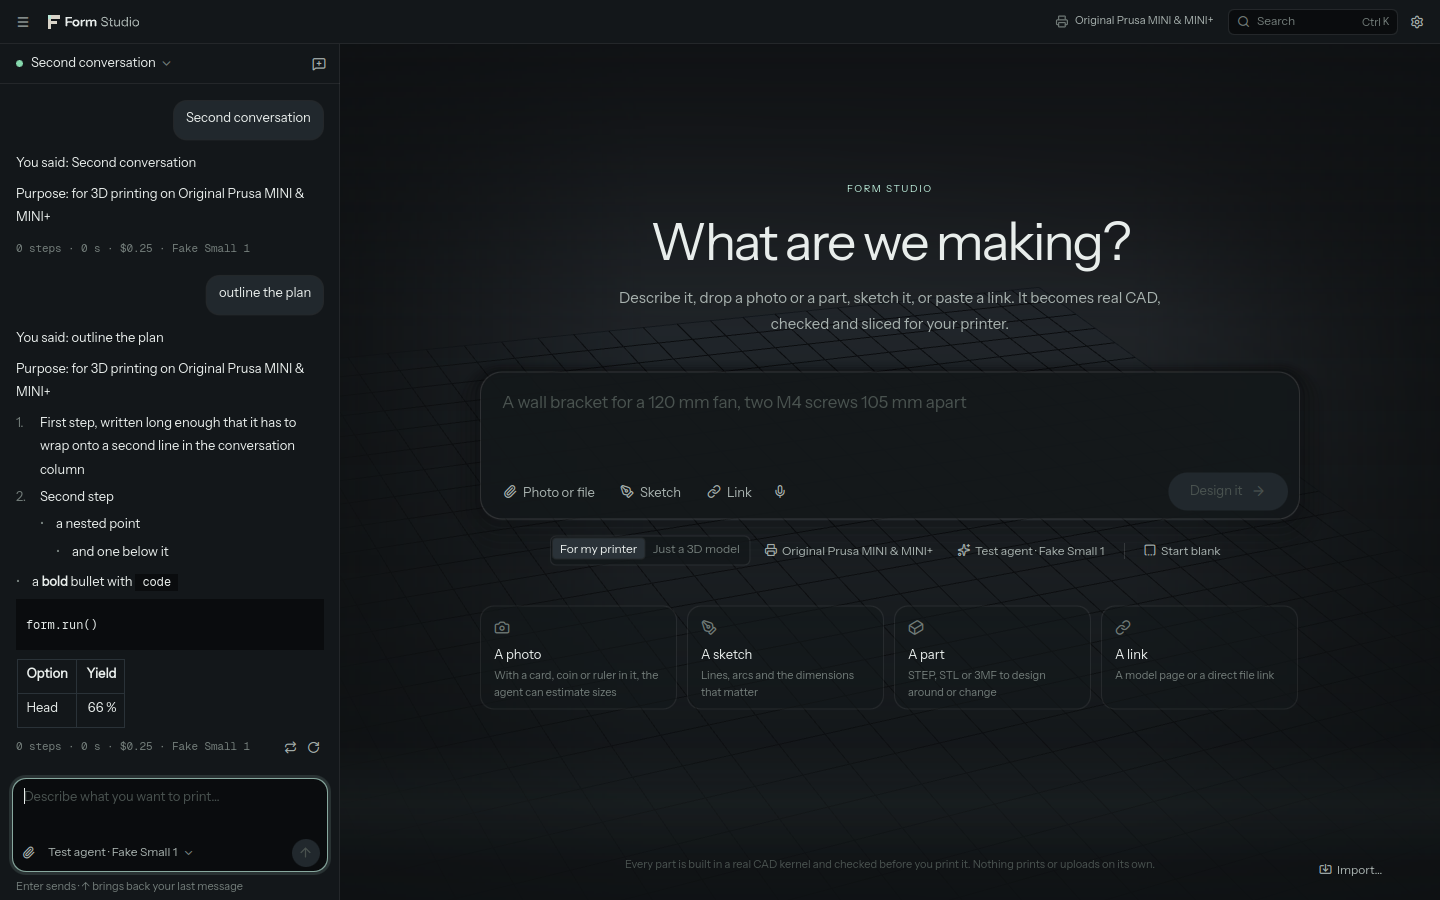 Form Studio
Original Prusa MINI & MINI+
Search
Ctrl K
Second conversation
Second conversation
You said: Second conversation
Purpose: for 3D printing on Original Prusa MINI &
MINI+
0 steps · 0 s · $0.25 · Fake Small 1
outline the plan
You said: outline the plan
Purpose: for 3D printing on Original Prusa MINI &
MINI+
1. First step, written long enough that it has to
wrap onto a second line in the conversation
column
2. Second step
· a nested point
· and one below it
· a bold bullet with code
form.run()
Option Yield
Head 66 %
0 steps · 0 s · $0.25 · Fake Small 1
Describe what you want to print...
Test agent · Fake Small 1
Enter sends · ↑ brings back your last message
FORM STUDIO
What are we making?
Describe it, drop a photo or a part, sketch it, or paste a link. It becomes real CAD,
checked and sliced for your printer.
A wall bracket for a 120 mm fan, two M4 screws 105 mm apart
Photo or file
Sketch
Link
Design it →
For my printer
Just a 3D model
Original Prusa MINI & MINI+
Test agent · Fake Small 1
Start blank
A photo
With a card, coin or ruler in it, the
agent can estimate sizes
A sketch
Lines, arcs and the dimensions
that matter
A part
STEP, STL or 3MF to design
around or change
A link
A model page or a direct file link
Every part is built in a real CAD kernel and checked before you print it. Nothing prints or uploads on its own.
Import...